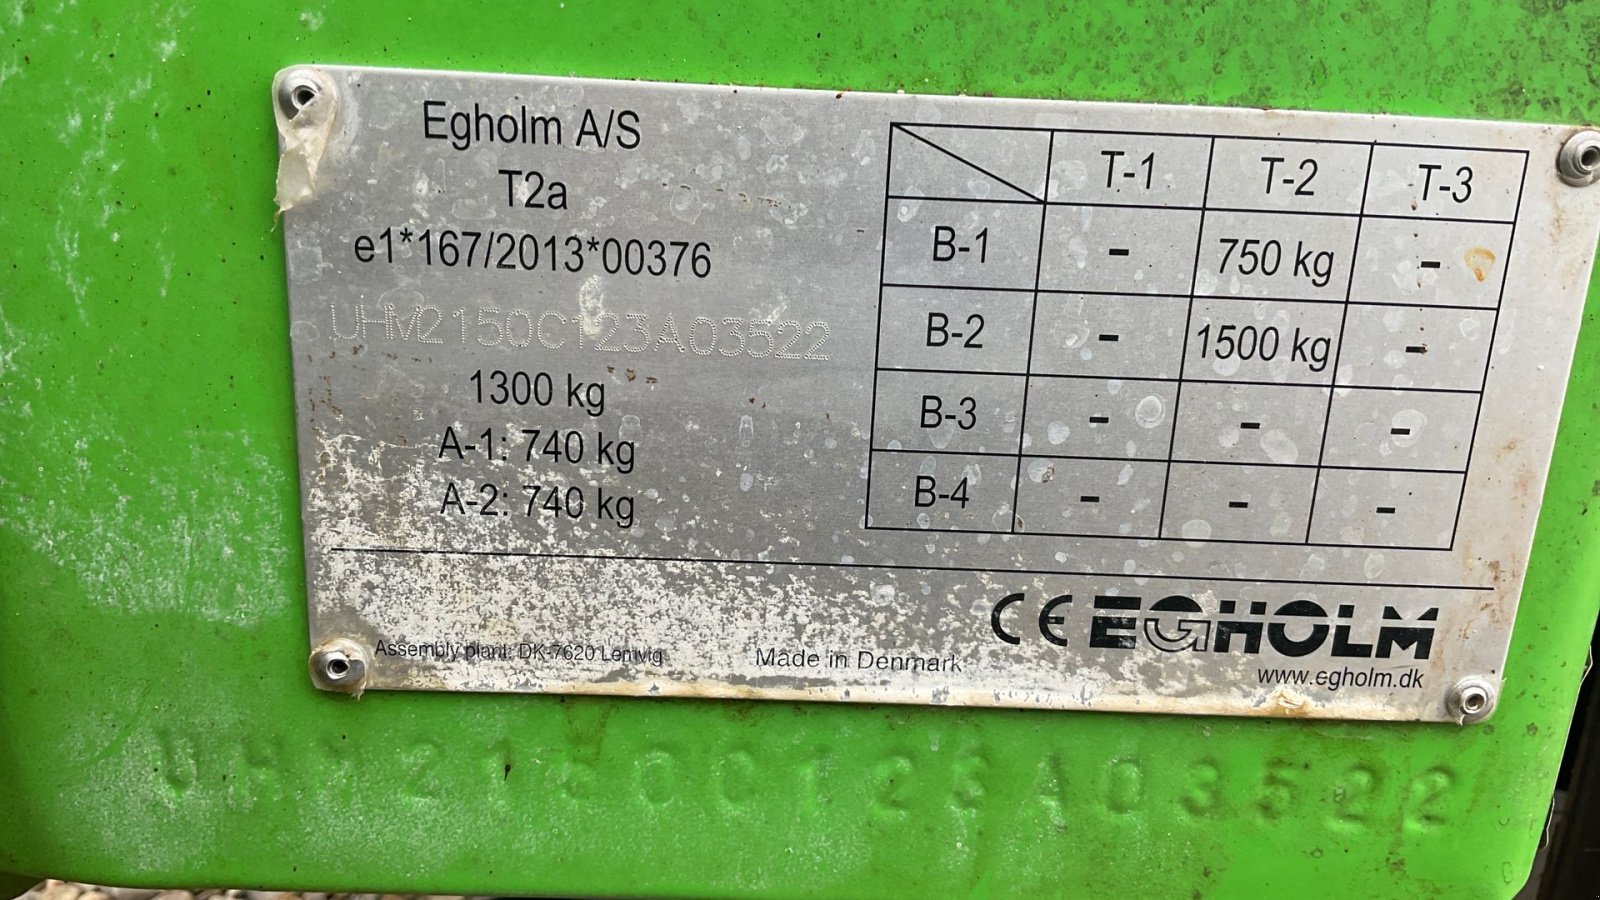 Egholm A/S
T2a
e1*167/2013*00376
UHM2150C123A03522
1300 kg
A-1: 740 kg
A-2: 740 kg
T-1 T-2 T-3
B-1 - 750 kg -
B-2 - 1500 kg -
B-3 - - -
B-4 - - -
Assembly plant: DK-7620 Lemvig
Made in Denmark
CE EGHOLM
www.egholm.dk
UHM2150C123A03522